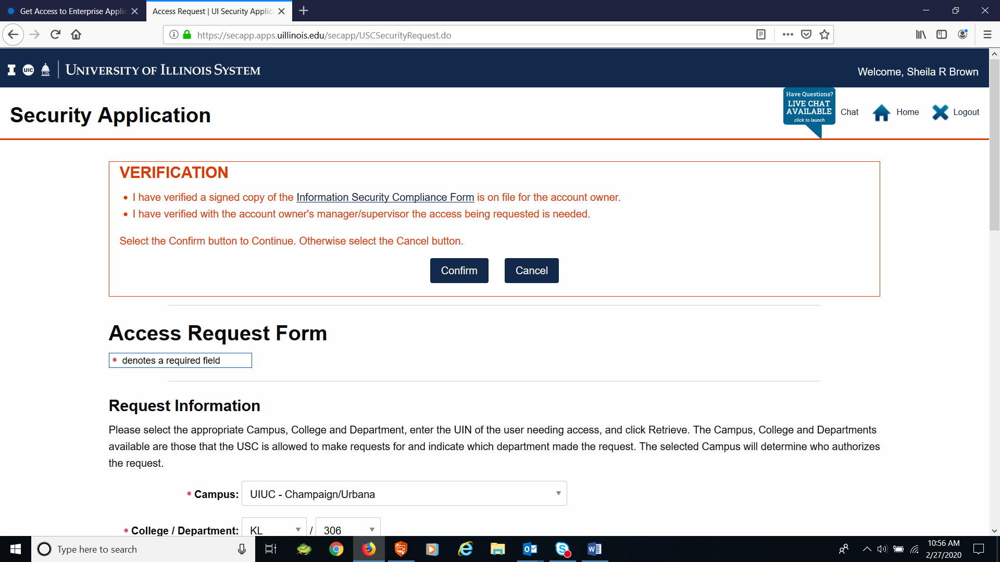 Get Access to Enterprise Applic
Access Request | UI Security Applica
https://secapp.apps.uillinois.edu/secapp/USCSecurityRequest.do
UIC
UIS
UNIVERSITY OF ILLINOIS SYSTEM
Welcome, Sheila R Brown
Security Application
Have Questions?
LIVE CHAT
AVAILABLE
click to launch
Chat
Home
Logout
VERIFICATION
• I have verified a signed copy of the Information Security Compliance Form is on file for the account owner.
• I have verified with the account owner's manager/supervisor the access being requested is needed.
Select the Confirm button to Continue. Otherwise select the Cancel button.
Confirm
Cancel
Access Request Form
* denotes a required field
Request Information
Please select the appropriate Campus, College and Department, enter the UIN of the user needing access, and click Retrieve. The Campus, College and Departments
available are those that the USC is allowed to make requests for and indicate which department made the request. The selected Campus will determine who authorizes
the request.
* Campus: UIUC - Champaign/Urbana
* College / Department: KL / 306
Type here to search
10:56 AM
2/27/2020